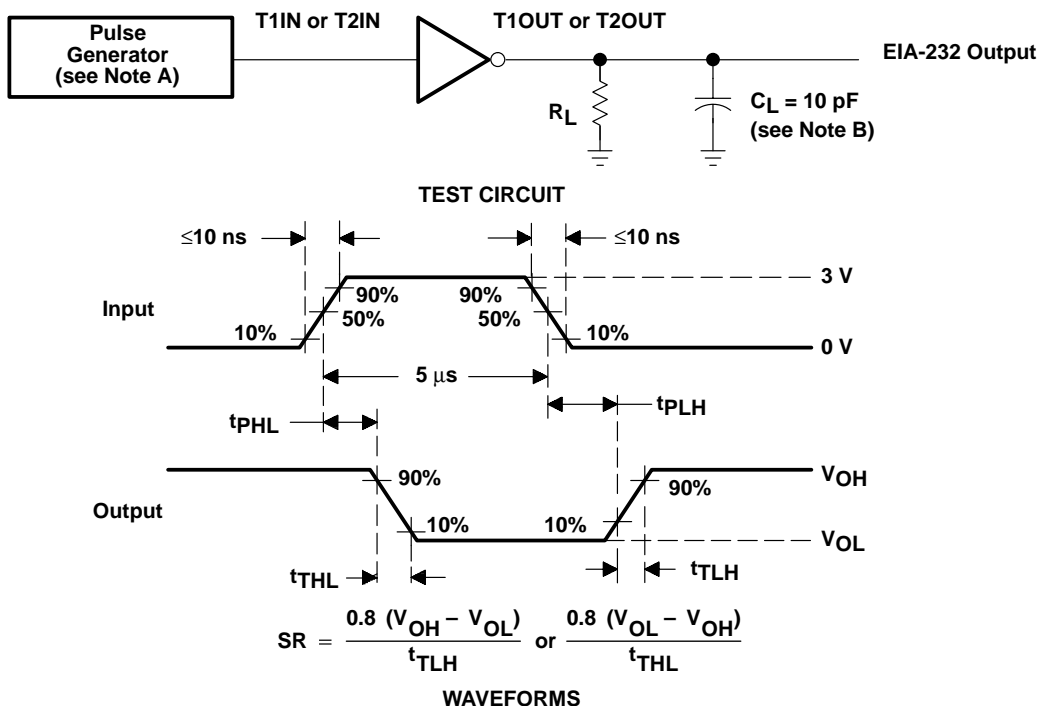 T1IN or T2IN
T1OUT or T2OUT
Pulse
Generator
(see Note A)
EIA-232 Output
RL
CL = 10 pF
(see Note B)
TEST CIRCUIT
≤10 ns
≤10 ns
3 V
Input
90%
90%
50%
50%
10%
10%
0 V
5 μs
tPHL
tPLH
VOH
90%
90%
Output
10%
10%
VOL
tTHL
tTLH
SR = 0.8 (VOH – VOL) / tTLH or 0.8 (VOL – VOH) / tTHL
WAVEFORMS